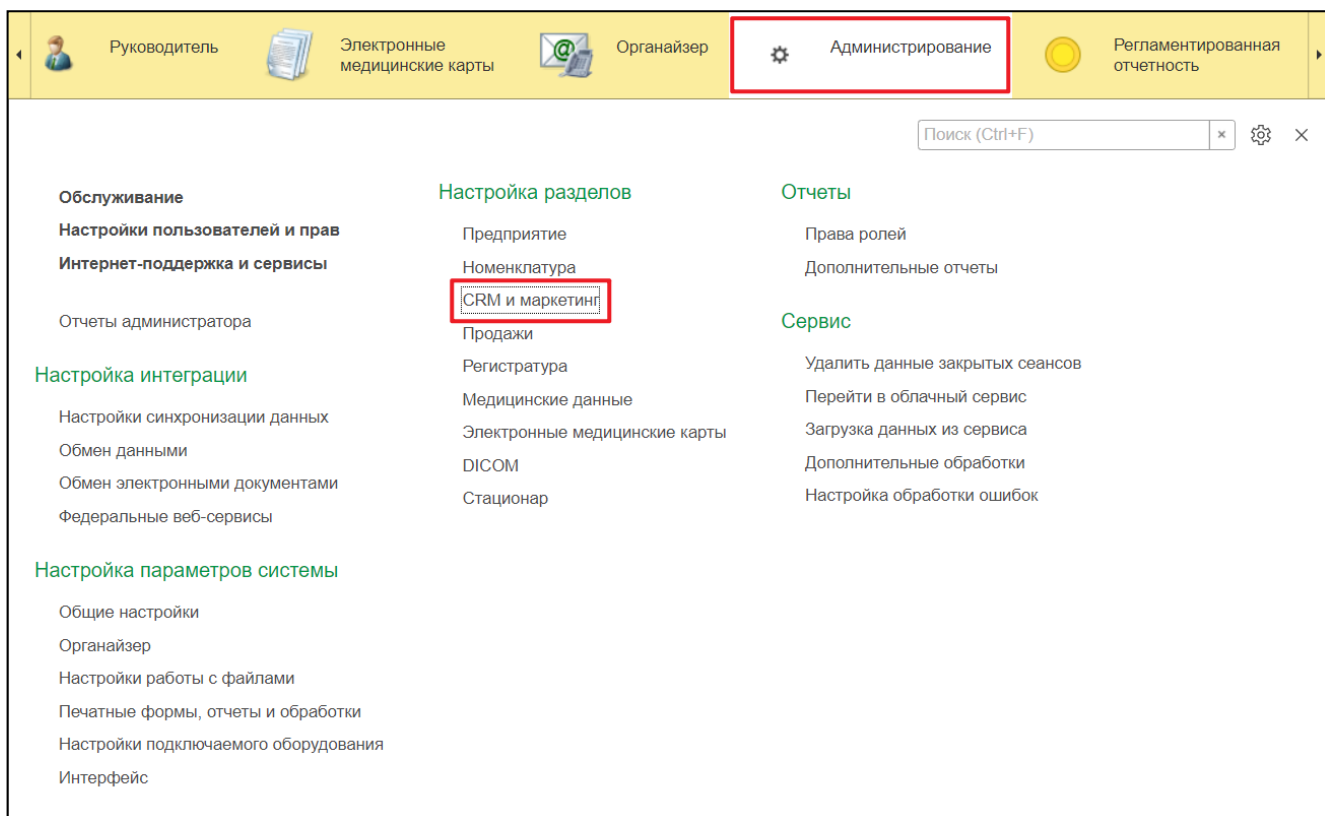 Руководитель
Электронные
медицинские карты
Органайзер
Администрирование
Регламентированная
отчетность
Поиск (Ctrl+F)
Обслуживание
Настройки пользователей и прав
Интернет-поддержка и сервисы
Отчеты администратора
Настройка интеграции
Настройки синхронизации данных
Обмен данными
Обмен электронными документами
Федеральные веб-сервисы
Настройка параметров системы
Общие настройки
Органайзер
Настройки работы с файлами
Печатные формы, отчеты и обработки
Настройки подключаемого оборудования
Интерфейс
Настройка разделов
Предприятие
Номенклатура
CRM и маркетинг
Продажи
Регистратура
Медицинские данные
Электронные медицинские карты
DICOM
Стационар
Отчеты
Права ролей
Дополнительные отчеты
Сервис
Удалить данные закрытых сеансов
Перейти в облачный сервис
Загрузка данных из сервиса
Дополнительные обработки
Настройка обработки ошибок